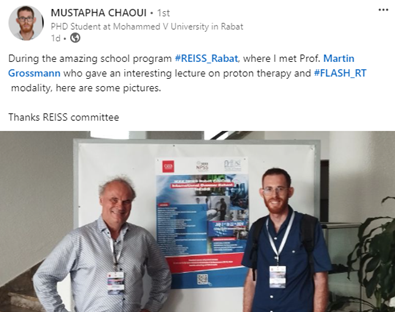 MUSTAPHA CHAOUI • 1st
PHD Student at Mohammed V University in Rabat
1d •
During the amazing school program #REISS_Rabat, where I met Prof. Martin
Grossmann who gave an interesting lecture on proton therapy and #FLASH_RT
modality, here are some pictures.
Thanks REISS committee